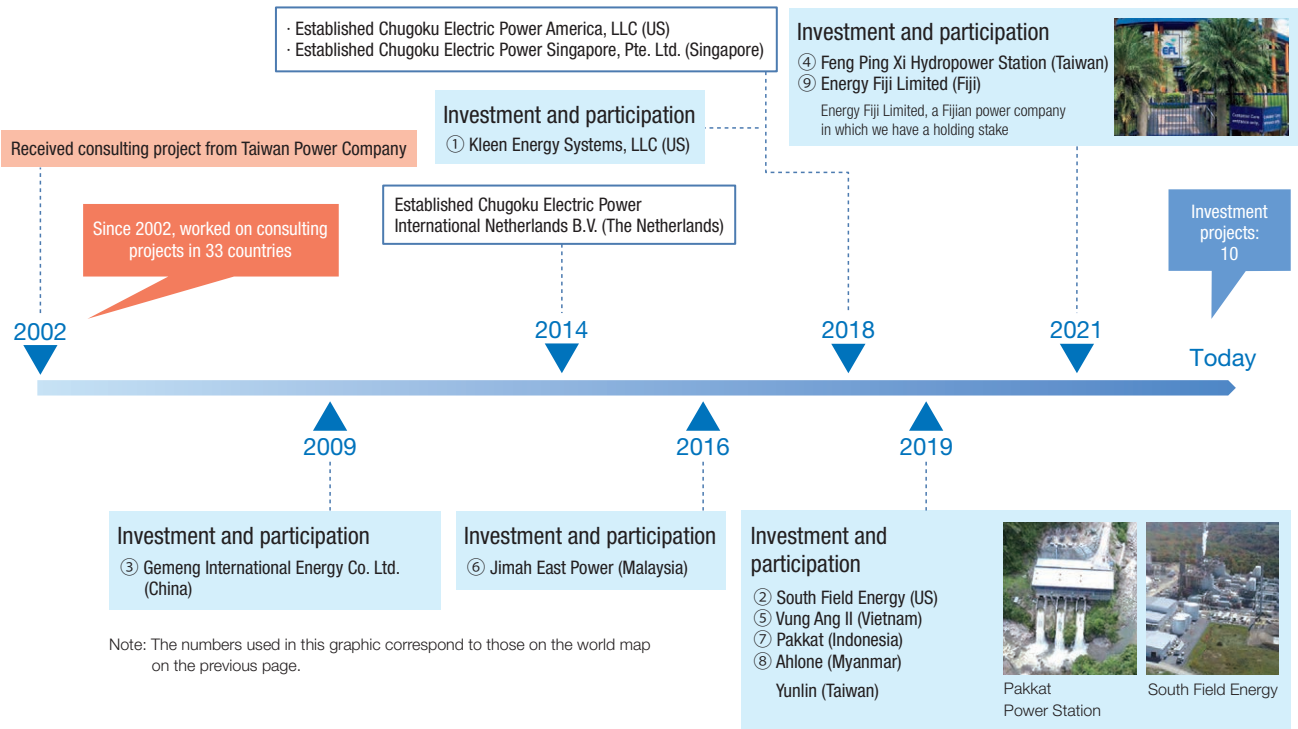 · Established Chugoku Electric Power America, LLC (US)
· Established Chugoku Electric Power Singapore, Pte. Ltd. (Singapore)
Investment and participation
④ Feng Ping Xi Hydropower Station (Taiwan)
⑨ Energy Fiji Limited (Fiji)
Energy Fiji Limited, a Fijian power company
in which we have a holding stake
EFL
Investment and participation
① Kleen Energy Systems, LLC (US)
Received consulting project from Taiwan Power Company
Established Chugoku Electric Power
International Netherlands B.V. (The Netherlands)
Since 2002, worked on consulting
projects in 33 countries
Investment
projects:
10
2002
2014
2018
2021
Today
2009
2016
2019
Investment and participation
③ Gemeng International Energy Co. Ltd.
(China)
Investment and participation
⑥ Jimah East Power (Malaysia)
Investment and
participation
② South Field Energy (US)
⑤ Vung Ang II (Vietnam)
⑦ Pakkat (Indonesia)
⑧ Ahlone (Myanmar)
Yunlin (Taiwan)
Pakkat
Power Station
South Field Energy
Note: The numbers used in this graphic correspond to those on the world map
on the previous page.